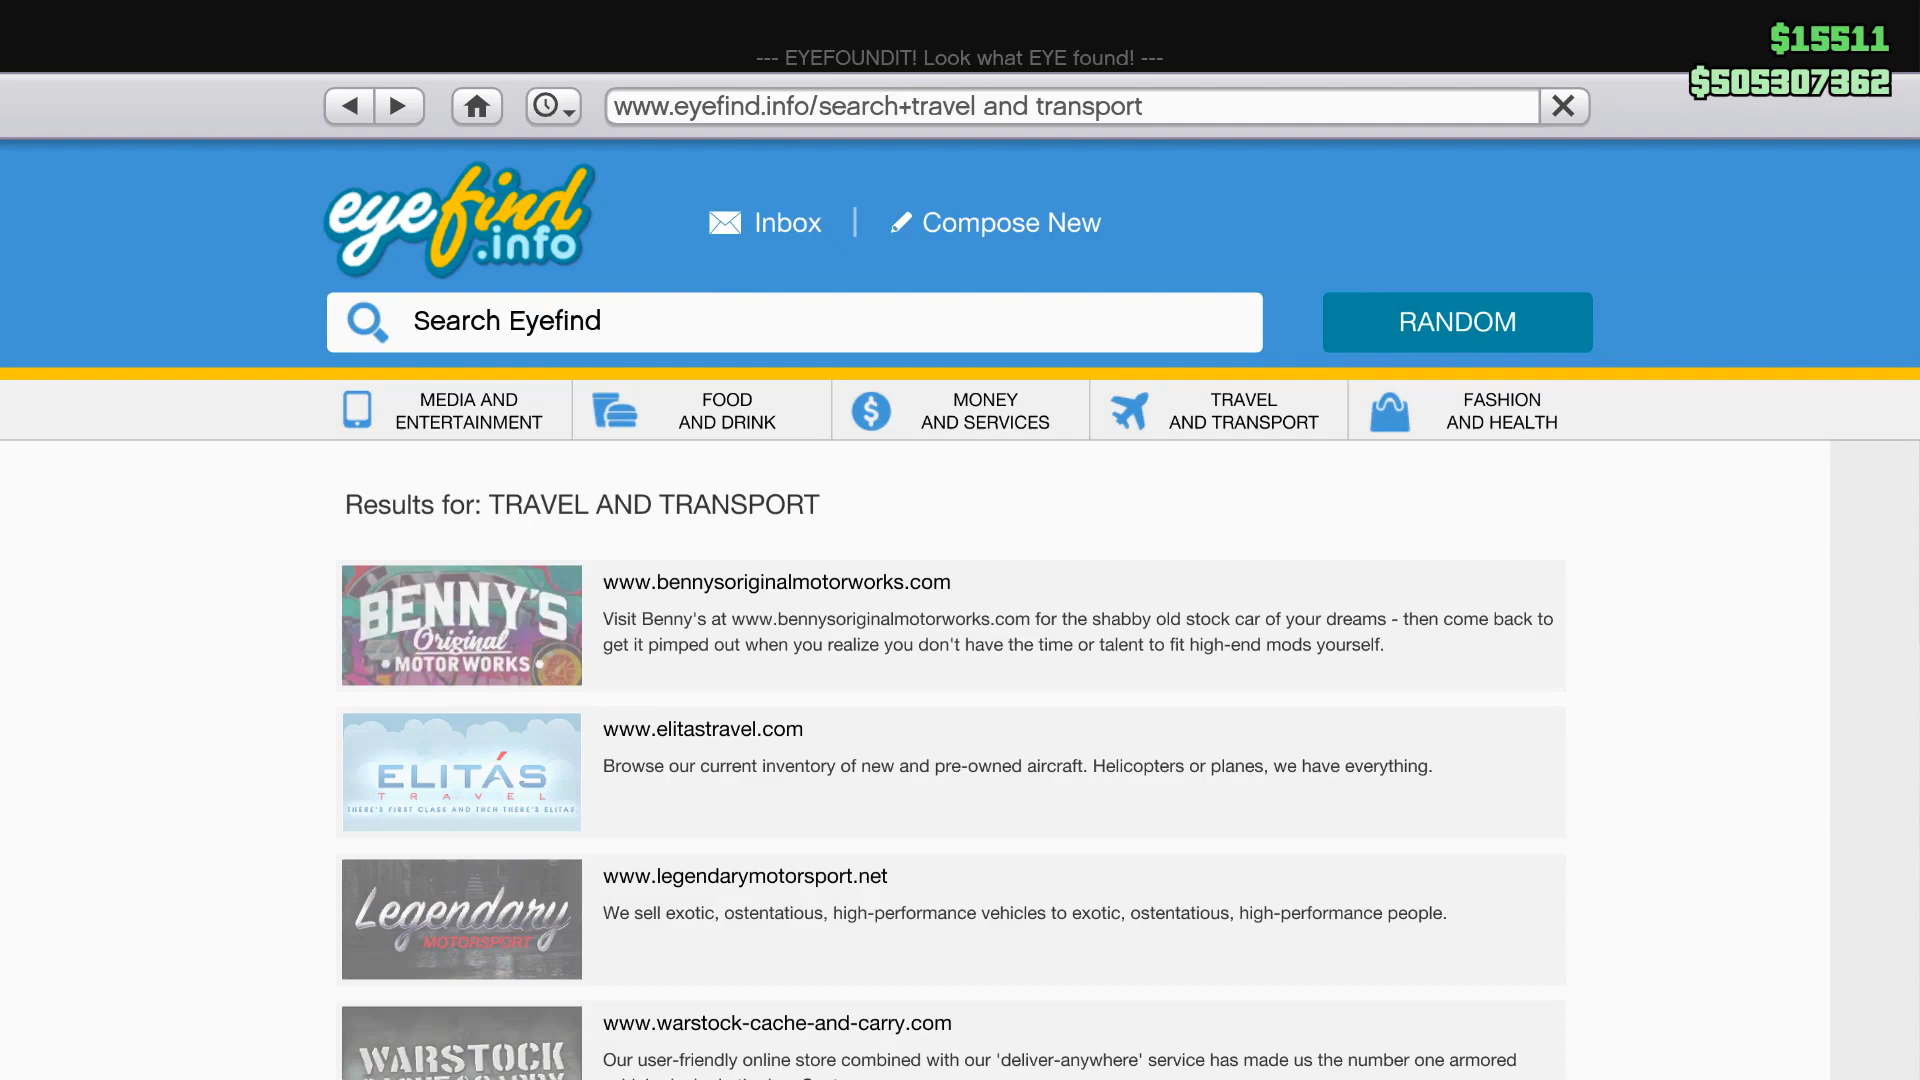 $15511
--- EYEFOUNDIT! Look what EYE found! ---
$505307362
www.eyefind.info/search+travel and transport
eyefind
.info
Inbox
Compose New
Search Eyefind
RANDOM
MEDIA AND
ENTERTAINMENT
FOOD
AND DRINK
MONEY
AND SERVICES
TRAVEL
AND TRANSPORT
FASHION
AND HEALTH
Results for: TRAVEL AND TRANSPORT
BENNY'S
Original
MOTOR WORKS
www.bennysoriginalmotorworks.com
Visit Benny's at www.bennysoriginalmotorworks.com for the shabby old stock car of your dreams - then come back to
get it pimped out when you realize you don't have the time or talent to fit high-end mods yourself.
ELITÁS
TRAVEL
THERE'S FIRST CLASS AND THEN THERE'S ELITAS.
www.elitastravel.com
Browse our current inventory of new and pre-owned aircraft. Helicopters or planes, we have everything.
Legendary
MOTORSPORT
www.legendarymotorsport.net
We sell exotic, ostentatious, high-performance vehicles to exotic, ostentatious, high-performance people.
WARSTOCK
www.warstock-cache-and-carry.com
Our user-friendly online store combined with our 'deliver-anywhere' service has made us the number one armored